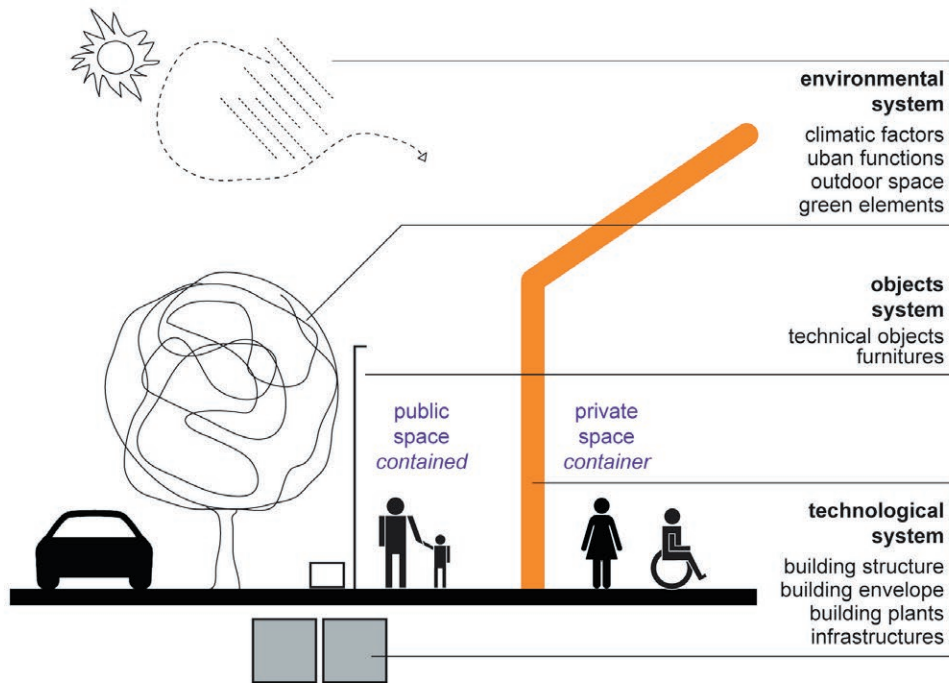 environmental
system
climatic factors
uban functions
outdoor space
green elements
objects
system
technical objects
furnitures
public
space
contained
private
space
container
technological
system
building structure
building envelope
building plants
infrastructures